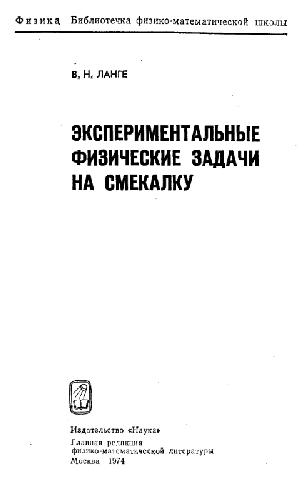 Физика Библиотечка физико-математической школы
В. Н. ЛАНГЕ
ЭКСПЕРИМЕНТАЛЬНЫЕ
ФИЗИЧЕСКИЕ ЗАДАЧИ
НА СМЕКАЛКУ
Издательство «Наука»
Главная редакция
физико-математической литературы
Москва 1974